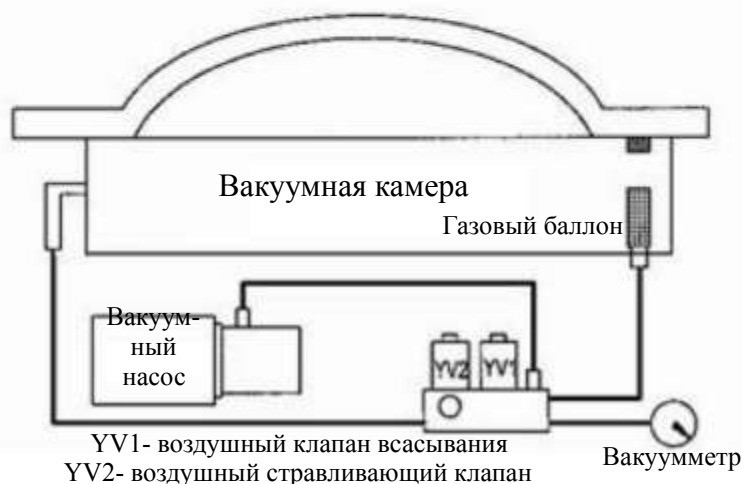 Вакуумная камера
Газовый баллон
Вакуум-
ный
насос
YV2
YV1
YV1- воздушный клапан всасывания
YV2- воздушный стравливающий клапан
Вакуумметр